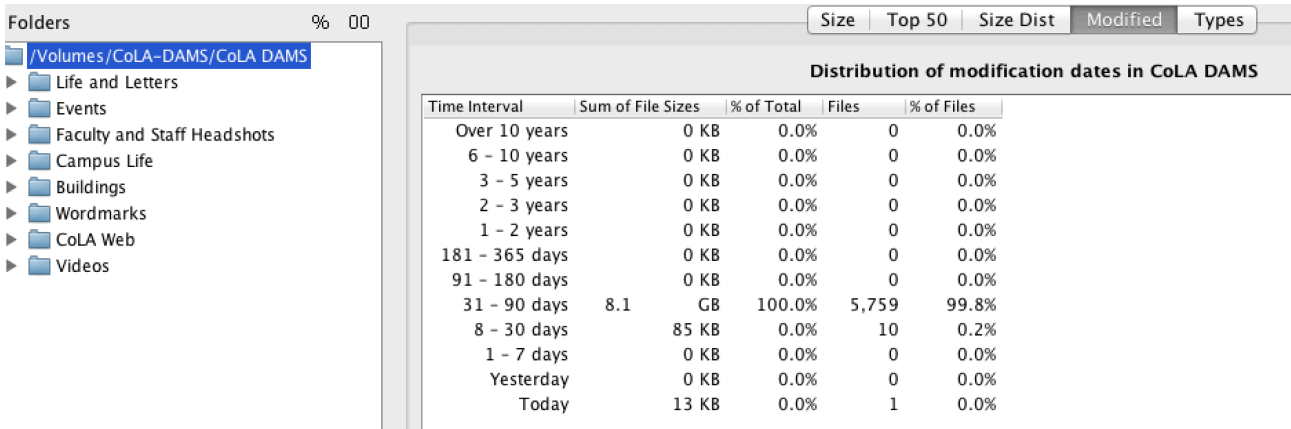 Folders % 00
/Volumes/CoLA-DAMS/CoLA DAMS
Life and Letters
Events
Faculty and Staff Headshots
Campus Life
Buildings
Wordmarks
CoLA Web
Videos
Size Top 50 Size Dist Modified Types
Distribution of modification dates in CoLA DAMS
Time Interval Sum of File Sizes % of Total Files % of Files
Over 10 years 0 KB 0.0% 0 0.0%
6 - 10 years 0 KB 0.0% 0 0.0%
3 - 5 years 0 KB 0.0% 0 0.0%
2 - 3 years 0 KB 0.0% 0 0.0%
1 - 2 years 0 KB 0.0% 0 0.0%
181 - 365 days 0 KB 0.0% 0 0.0%
91 - 180 days 0 KB 0.0% 0 0.0%
31 - 90 days 8.1 GB 100.0% 5,759 99.8%
8 - 30 days 85 KB 0.0% 10 0.2%
1 - 7 days 0 KB 0.0% 0 0.0%
Yesterday 0 KB 0.0% 0 0.0%
Today 13 KB 0.0% 1 0.0%